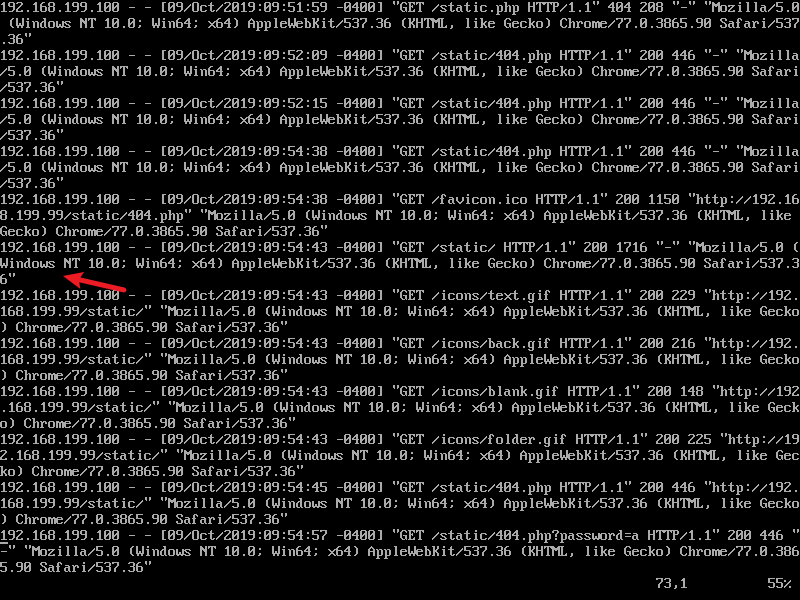 192.168.199.100 - - [09/Oct/2019:09:51:59 -0400] "GET /static.php HTTP/1.1" 404 208 "-" "Mozilla/5.0
 (Windows NT 10.0; Win64; x64) AppleWebKit/537.36 (KHTML, like Gecko) Chrome/77.0.3865.90 Safari/537
.36"
192.168.199.100 - - [09/Oct/2019:09:52:09 -0400] "GET /static/404.php HTTP/1.1" 200 446 "-" "Mozilla
/5.0 (Windows NT 10.0; Win64; x64) AppleWebKit/537.36 (KHTML, like Gecko) Chrome/77.0.3865.90 Safari
/537.36"
192.168.199.100 - - [09/Oct/2019:09:52:15 -0400] "GET /static/404.php HTTP/1.1" 200 446 "-" "Mozilla
/5.0 (Windows NT 10.0; Win64; x64) AppleWebKit/537.36 (KHTML, like Gecko) Chrome/77.0.3865.90 Safari
/537.36"
192.168.199.100 - - [09/Oct/2019:09:54:38 -0400] "GET /static/404.php HTTP/1.1" 200 446 "-" "Mozilla
/5.0 (Windows NT 10.0; Win64; x64) AppleWebKit/537.36 (KHTML, like Gecko) Chrome/77.0.3865.90 Safari
/537.36"
192.168.199.100 - - [09/Oct/2019:09:54:38 -0400] "GET /favicon.ico HTTP/1.1" 200 1150 "http://192.16
8.199.99/static/404.php" "Mozilla/5.0 (Windows NT 10.0; Win64; x64) AppleWebKit/537.36 (KHTML, like 
Gecko) Chrome/77.0.3865.90 Safari/537.36"
192.168.199.100 - - [09/Oct/2019:09:54:43 -0400] "GET /static/ HTTP/1.1" 200 1716 "-" "Mozilla/5.0 (
Windows NT 10.0; Win64; x64) AppleWebKit/537.36 (KHTML, like Gecko) Chrome/77.0.3865.90 Safari/537.3
6"
192.168.199.100 - - [09/Oct/2019:09:54:43 -0400] "GET /icons/text.gif HTTP/1.1" 200 229 "http://192.
168.199.99/static/" "Mozilla/5.0 (Windows NT 10.0; Win64; x64) AppleWebKit/537.36 (KHTML, like Gecko
) Chrome/77.0.3865.90 Safari/537.36"
192.168.199.100 - - [09/Oct/2019:09:54:43 -0400] "GET /icons/back.gif HTTP/1.1" 200 216 "http://192.
168.199.99/static/" "Mozilla/5.0 (Windows NT 10.0; Win64; x64) AppleWebKit/537.36 (KHTML, like Gecko
) Chrome/77.0.3865.90 Safari/537.36"
192.168.199.100 - - [09/Oct/2019:09:54:43 -0400] "GET /icons/blank.gif HTTP/1.1" 200 148 "http://192
.168.199.99/static/" "Mozilla/5.0 (Windows NT 10.0; Win64; x64) AppleWebKit/537.36 (KHTML, like Geck
o) Chrome/77.0.3865.90 Safari/537.36"
192.168.199.100 - - [09/Oct/2019:09:54:43 -0400] "GET /icons/folder.gif HTTP/1.1" 200 225 "http://19
2.168.199.99/static/" "Mozilla/5.0 (Windows NT 10.0; Win64; x64) AppleWebKit/537.36 (KHTML, like Gec
ko) Chrome/77.0.3865.90 Safari/537.36"
192.168.199.100 - - [09/Oct/2019:09:54:45 -0400] "GET /static/404.php HTTP/1.1" 200 446 "http://192.
168.199.99/static/" "Mozilla/5.0 (Windows NT 10.0; Win64; x64) AppleWebKit/537.36 (KHTML, like Gecko
) Chrome/77.0.3865.90 Safari/537.36"
192.168.199.100 - - [09/Oct/2019:09:54:57 -0400] "GET /static/404.php?password=a HTTP/1.1" 200 446 "
-" "Mozilla/5.0 (Windows NT 10.0; Win64; x64) AppleWebKit/537.36 (KHTML, like Gecko) Chrome/77.0.386
5.90 Safari/537.36"
73,1 55%